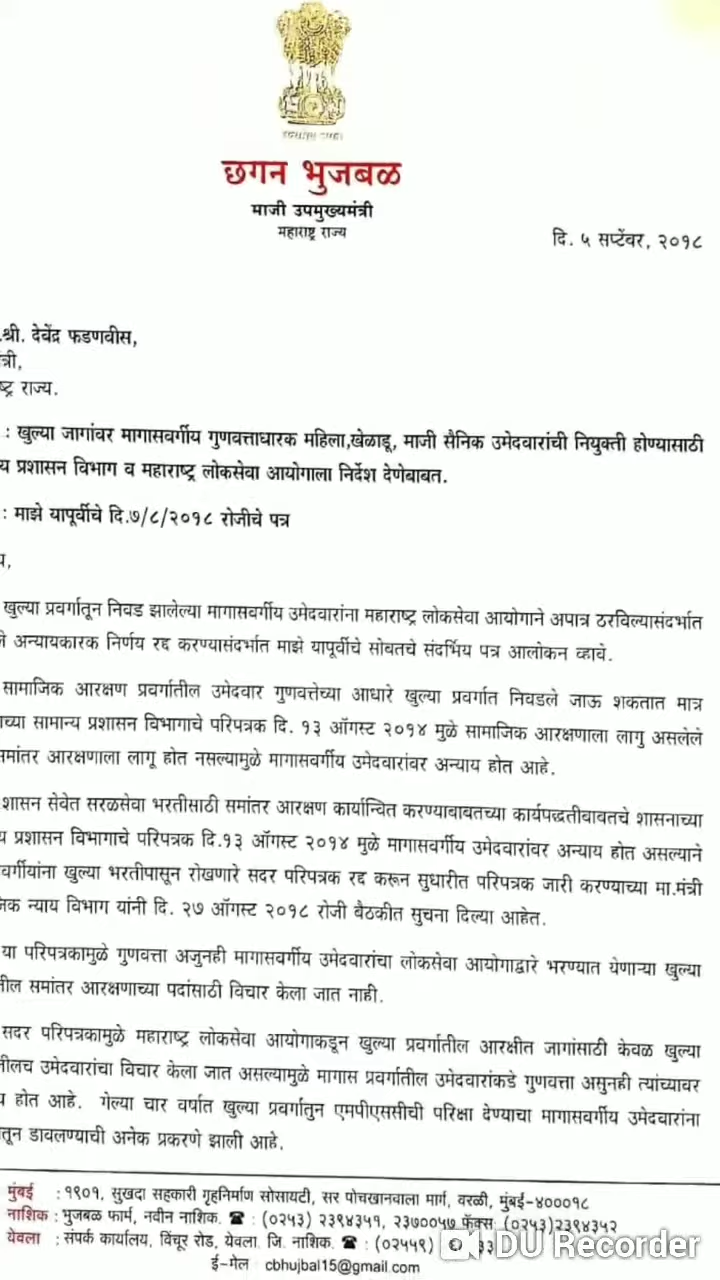 छगन भुजबळ
माजी उपमुख्यमंत्री
महाराष्ट्र राज्य
दि. ५ सप्टेंबर, २०१८
.श्री. देवेंद्र फडणवीस,
त्री,
ष्ट्र राज्य.
: खुल्या जागांवर मागासवर्गीय गुणवत्ताधारक महिला,खेळाडू, माजी सैनिक उमेदवारांची नियुक्ती होण्यासाठी
य प्रशासन विभाग व महाराष्ट्र लोकसेवा आयोगाला निर्देश देणेबाबत.
: माझे यापूर्वीचे दि.७/८/२०१८ रोजीचे पत्र
य,
खुल्या प्रवर्गातून निवड झालेल्या मागासवर्गीय उमेदवारांना महाराष्ट्र लोकसेवा आयोगाने अपात्र ठरविल्यासंदर्भात
े अन्यायकारक निर्णय रद्द करण्यासंदर्भात माझे यापूर्वीचे सोबतचे संदर्भिय पत्र आलोकन व्हावे.
सामाजिक आरक्षण प्रवर्गातील उमेदवार गुणवत्तेच्या आधारे खुल्या प्रवर्गात निवडले जाऊ शकतात मात्र
ाच्या सामान्य प्रशासन विभागाचे परिपत्रक दि. १३ ऑगस्ट २०१४ मुळे सामाजिक आरक्षणाला लागु असलेले
समांतर आरक्षणाला लागू होत नसल्यामुळे मागासवर्गीय उमेदवारांवर अन्याय होत आहे.
शासन सेवेत सरळसेवा भरतीसाठी समांतर आरक्षण कार्यान्वित करण्याबाबतच्या कार्यपद्धतीबाबतचे शासनाच्या
य प्रशासन विभागाचे परिपत्रक दि.१३ ऑगस्ट २०१४ मुळे मागासवर्गीय उमेदवारांवर अन्याय होत असल्याने
वर्गीयांना खुल्या भरतीपासून रोखणारे सदर परिपत्रक रद्द करून सुधारीत परिपत्रक जारी करण्याच्या मा.मंत्री
जिक न्याय विभाग यांनी दि. २७ ऑगस्ट २०१८ रोजी बैठकीत सुचना दिल्या आहेत.
या परिपत्रकामुळे गुणवत्ता अजुनही मागासवर्गीय उमेदवारांचा लोकसेवा आयोगाद्वारे भरण्यात येणाऱ्या खुल्या
तील समांतर आरक्षणाच्या पदांसाठी विचार केला जात नाही.
सदर परिपत्रकामुळे महाराष्ट्र लोकसेवा आयोगाकडून खुल्या प्रवर्गातील आरक्षीत जागांसाठी केवळ खुल्या
तीलच उमेदवारांचा विचार केला जात असल्यामुळे मागास प्रवर्गातील उमेदवारांकडे गुणवत्ता असुनही त्यांच्यावर
य होत आहे. गेल्या चार वर्षात खुल्या प्रवर्गातुन एमपीएससीची परिक्षा देण्याचा मागासवर्गीय उमेदवारांना
तून डावलण्याची अनेक प्रकरणे झाली आहे.
मुंबई : १९०१, सुखदा सहकारी गृहनिर्माण सोसायटी, सर पोचखानवाला मार्ग, वरळी, मुंबई-४०००१८
नाशिक : भुजबळ फार्म, नवीन नाशिक. ☎ : (०२५३) २३९४३५१, २३७००५७ फॅक्स: (०२५३)२३९४३५२
येवला : संपर्क कार्यालय, विंचूर रोड, येवला. जि. नाशिक. ☎ : (०२५५९)
DU Recorder
ई-मेल cbhujbal15@gmail.com